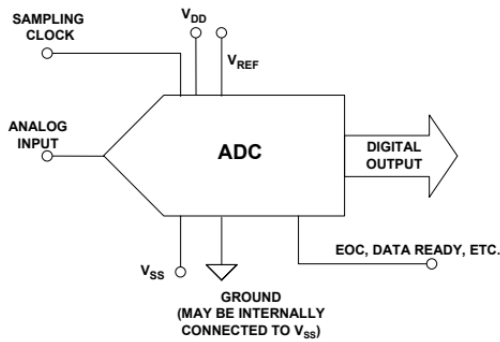 SAMPLING
CLOCK
VDD
VREF
ANALOG
INPUT
ADC
DIGITAL
OUTPUT
EOC, DATA READY, ETC.
VSS
GROUND
(MAY BE INTERNALLY
CONNECTED TO VSS)